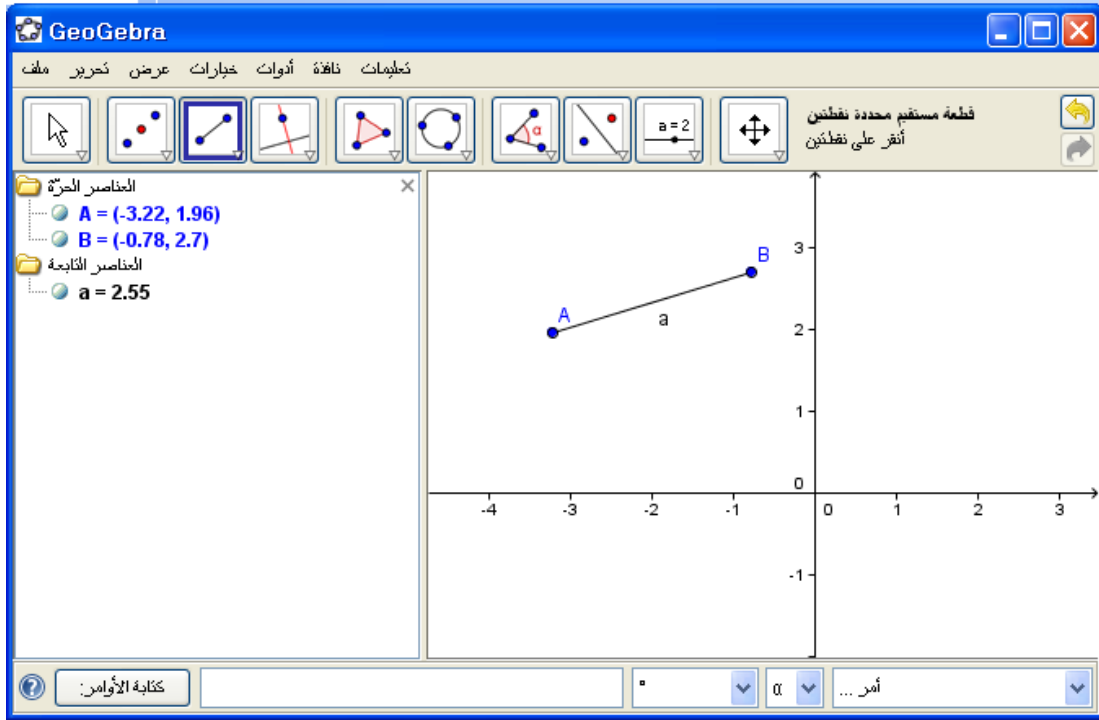 GeoGebra
ملف تحرير عرض خيارات أدوات نافذة تعليمات
a = 2
α
قطعة مستقيم محددة نقطتين
أنقر على نقطتين
العناصر الحرّة
A = (-3.22, 1.96)
B = (-0.78, 2.7)
العناصر التابعة
a = 2.55
3
B
A
a
2
1
0
-4 -3 -2 -1 0 1 2 3
-1
كتابة الأوامر:
°
α
أمر ...